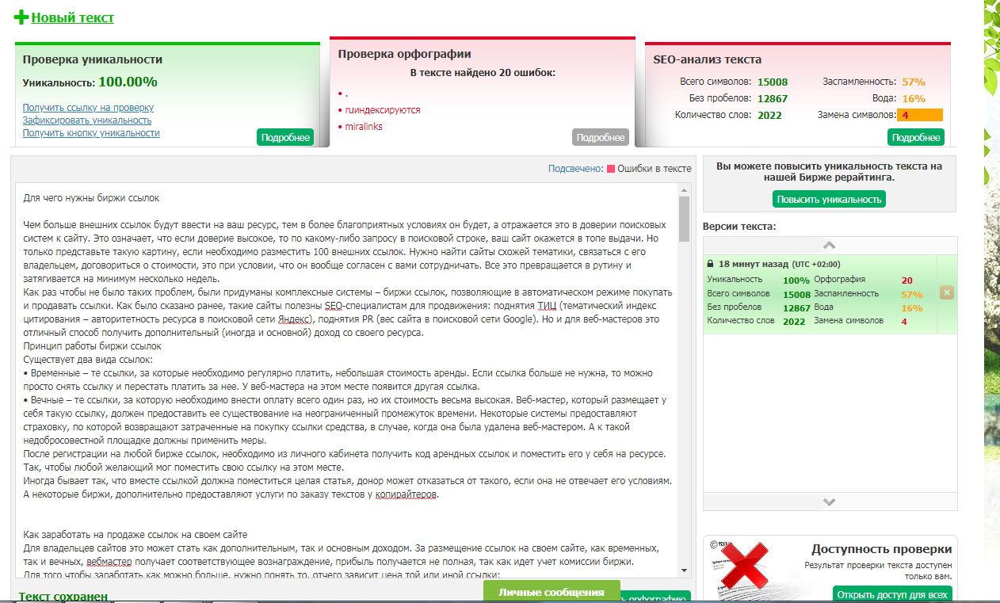 Новый текст
Проверка уникальности
Уникальность: 100.00%
Получить ссылку на проверку
Зафиксировать уникальность
Получить кнопку уникальности
Подробнее
Проверка орфографии
В тексте найдено 20 ошибок:
• .
• ruиндексируются
• miralinks
Подробнее
SEO-анализ текста
Всего символов: 15008
Без пробелов: 12867
Количество слов: 2022
Заспамленность: 57%
Вода: 16%
Замена символов: 4
Подробнее
Подсвечено: Ошибки в тексте
Для чего нужны биржи ссылок
Чем больше внешних ссылок будут ввести на ваш ресурс, тем в более благоприятных условиях он будет, а отражается это в доверии поисковых
систем к сайту. Это означает, что если доверие высокое, то по какому-либо запросу в поисковой строке, ваш сайт окажется в топе выдачи. Но
только представьте такую картину, если необходимо разместить 100 внешних ссылок. Нужно найти сайты схожей тематики, связаться с его
владельцем, договориться о стоимости, это при условии, что он вообще согласен с вами сотрудничать. Все это превращается в рутину и
затягивается на минимум несколько недель.
Как раз чтобы не было таких проблем, были придуманы комплексные системы – биржи ссылок, позволяющие в автоматическом режиме покупать
и продавать ссылки. Как было сказано ранее, такие сайты полезны SEO-специалистам для продвижения: поднятия ТИЦ (тематический индекс
цитирования – авторитетность ресурса в поисковой сети Яндекс), поднятия PR (вес сайта в поисковой сети Google). Но и для веб-мастеров это
отличный способ получить дополнительный (иногда и основной) доход со своего ресурса.
Принцип работы биржи ссылок
Существует два вида ссылок:
• Временные – те ссылки, за которые необходимо регулярно платить, небольшая стоимость аренды. Если ссылка больше не нужна, то можно
просто снять ссылку и перестать платить за нее. У веб-мастера на этом месте появится другая ссылка.
• Вечные – те ссылки, за которую необходимо внести оплату всего один раз, но их стоимость весьма высокая. Веб-мастер, который размещает у
себя такую ссылку, должен предоставить ее существование на неограниченный промежуток времени. Некоторые системы предоставляют
страховку, по которой возвращают затраченные на покупку ссылки средства, в случае, когда она была удалена веб-мастером. А к такой
недобросовестной площадке должны применить меры.
После регистрации на любой бирже ссылок, необходимо из личного кабинета получить код арендных ссылок и поместить его у себя на ресурсе.
Так, чтобы любой желающий мог поместить свою ссылку на этом месте.
Иногда бывает так, что вместе ссылкой должна поместиться целая статья, донор может отказаться от такого, если она не отвечает его условиям.
А некоторые биржи, дополнительно предоставляют услуги по заказу текстов у копирайтеров.
Как заработать на продаже ссылок на своем сайте
Для владельцев сайтов это может стать как дополнительным, так и основным доходом. За размещение ссылок на своем сайте, как временных,
так и вечных, вебмастер получает соответствующее вознаграждение, прибыль получается не полная, так как идет учет комиссии биржи.
Для того чтобы заработать как можно больше, нужно понять то, отчего зависит цена той или иной ссылки:
Текст сохранен
Личные сообщения
орфографию
Вы можете повысить уникальность текста на
нашей Бирже рерайтинга.
Повысить уникальность
Версии текста:
18 минут назад (UTC +02:00)
Уникальность 100% Орфография 20
Всего символов 15008 Заспамленность 57%
Без пробелов 12867 Вода 16%
Количество слов 2022 Замена символов 4
Доступность проверки
Результат проверки текста доступен
только вам.
Открыть доступ для всех